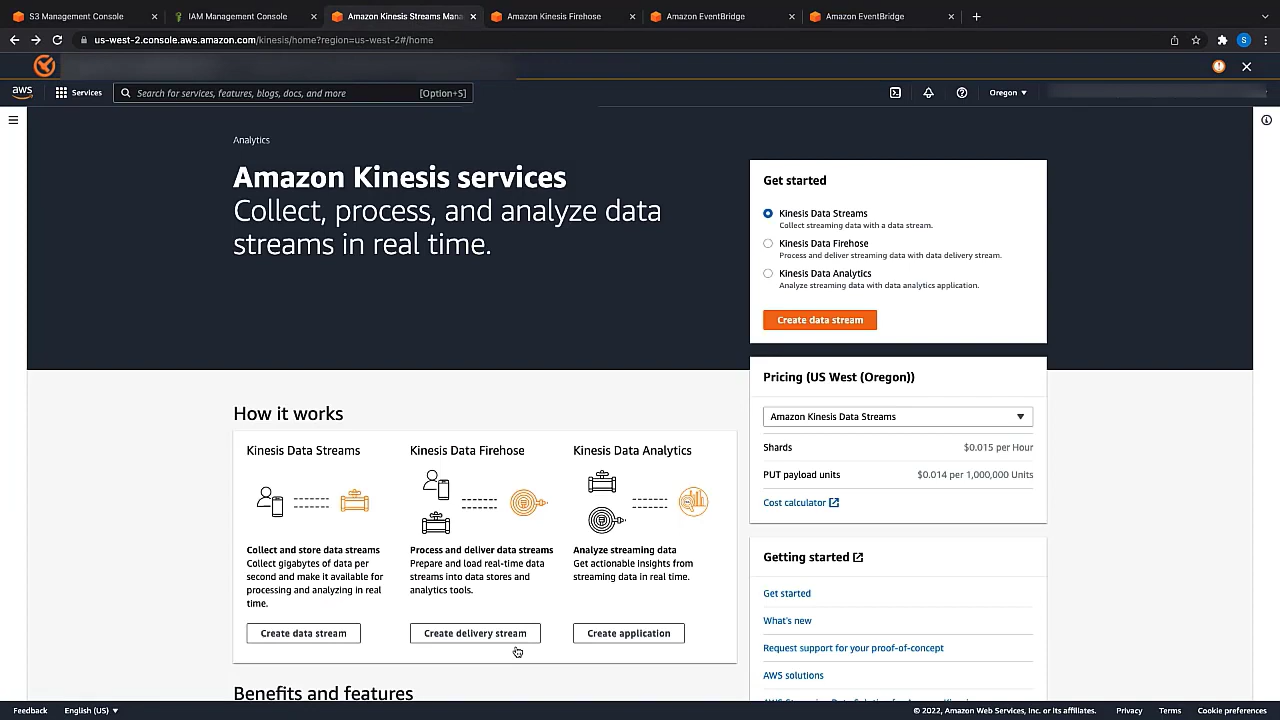 S3 Management Console
IAM Management Console
Amazon Kinesis Streams Mana
Amazon Kinesis Firehose
Amazon EventBridge
Amazon EventBridge
us-west-2.console.aws.amazon.com/kinesis/home?region=us-west-2#/home
S
aws
Services
Search for services, features, blogs, docs, and more
[Option+S]
Oregon
Analytics
Amazon Kinesis services
Collect, process, and analyze data
streams in real time.
Get started
Kinesis Data Streams
Collect streaming data with a data stream.
Kinesis Data Firehose
Process and deliver streaming data with data delivery stream.
Kinesis Data Analytics
Analyze streaming data with data analytics application.
Create data stream
Pricing (US West (Oregon))
Amazon Kinesis Data Streams
Shards $0.015 per Hour
PUT payload units $0.014 per 1,000,000 Units
Cost calculator
How it works
Kinesis Data Streams
Collect and store data streams
Collect gigabytes of data per
second and make it available for
processing and analyzing in real
time.
Create data stream
Kinesis Data Firehose
Process and deliver data streams
Prepare and load real-time data
streams into data stores and
analytics tools.
Create delivery stream
Kinesis Data Analytics
Analyze streaming data
Get actionable insights from
streaming data in real time.
Create application
Getting started
Get started
What's new
Request support for your proof-of-concept
AWS solutions
Benefits and features
Feedback
English (US)
© 2022, Amazon Web Services, Inc. or its affiliates.
Privacy
Terms
Cookie preferences